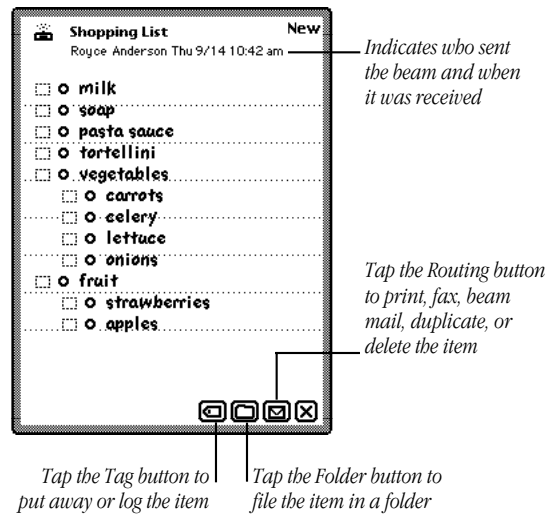 Shopping List New
Royce Anderson Thu 9/14 10:42 am
Indicates who sent
the beam and when
it was received
milk
soap
pasta sauce
tortellini
vegetables
carrots
celery
lettuce
onions
fruit
strawberries
apples
Tap the Routing button
to print, fax, beam
mail, duplicate, or
delete the item
Tap the Tag button to
put away or log the item
Tap the Folder button to
file the item in a folder